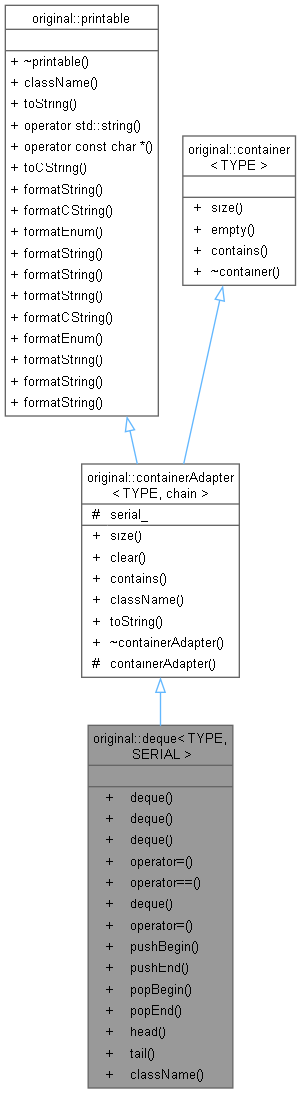 original::printable
+ ~printable()
+ className()
+ toString()
+ operator std::string()
+ operator const char *()
+ toCString()
+ formatString()
+ formatCString()
+ formatEnum()
+ formatString()
+ formatString()
+ formatString()
+ formatCString()
+ formatEnum()
+ formatString()
+ formatString()
+ formatString()
original::container
< TYPE >
+ size()
+ empty()
+ contains()
+ ~container()
original::containerAdapter
< TYPE, chain >
# serial_
+ size()
+ clear()
+ contains()
+ className()
+ toString()
+ ~containerAdapter()
# containerAdapter()
original::deque< TYPE,
SERIAL >
+ deque()
+ deque()
+ deque()
+ operator=()
+ operator==()
+ deque()
+ operator=()
+ pushBegin()
+ pushEnd()
+ popBegin()
+ popEnd()
+ head()
+ tail()
+ className()